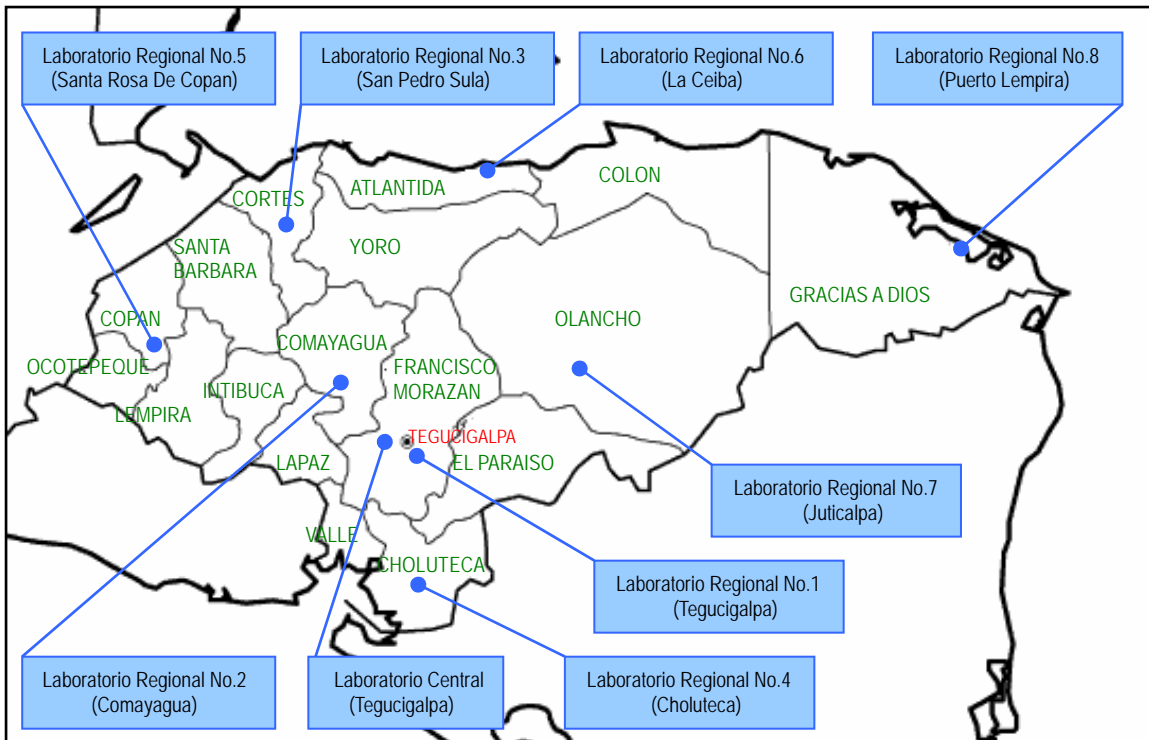 Laboratorio Regional No.5
(Santa Rosa De Copan)
Laboratorio Regional No.3
(San Pedro Sula)
Laboratorio Regional No.6
(La Ceiba)
Laboratorio Regional No.8
(Puerto Lempira)
COLON
ATLANTIDA
CORTES
SANTA
BARBARA
YORO
GRACIAS A DIOS
COPAN
OLANCHO
COMAYAGUA
OCOTEPEQUE
FRANCISCO
MORAZAN
INTIBUCA
LEMPIRA
TEGUCIGALPA
LAPAZ
EL PARAISO
VALLE
CHOLUTECA
Laboratorio Regional No.7
(Juticalpa)
Laboratorio Regional No.1
(Tegucigalpa)
Laboratorio Regional No.2
(Comayagua)
Laboratorio Central
(Tegucigalpa)
Laboratorio Regional No.4
(Choluteca)